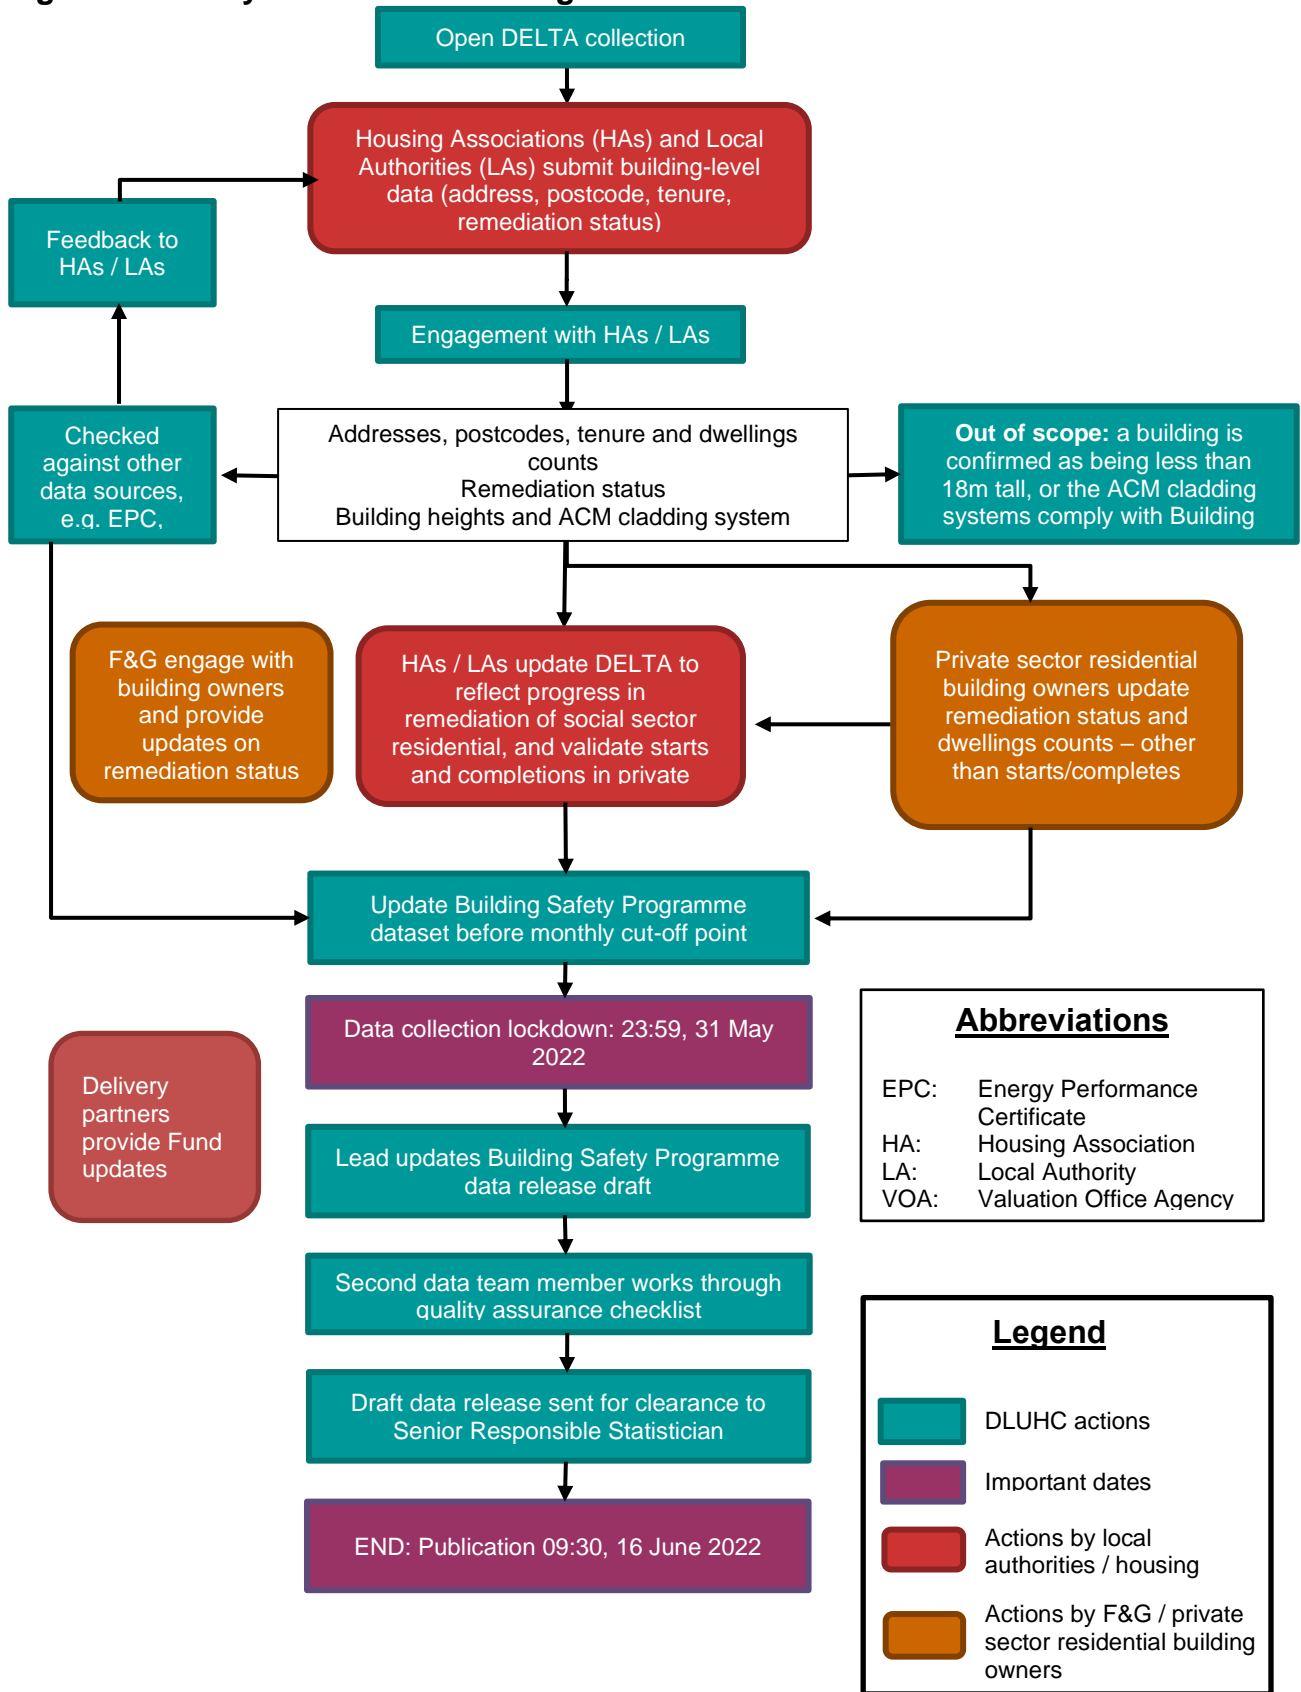 Open DELTA collection
Housing Associations (HAs) and Local
Authorities (LAs) submit building-level
data (address, postcode, tenure,
remediation status)
Feedback to
HAs / LAs
Engagement with HAs / LAs
Checked
against other
data sources,
e.g. EPC,
Addresses, postcodes, tenure and dwellings
counts
Remediation status
Building heights and ACM cladding system
Out of scope: a building is
confirmed as being less than
18m tall, or the ACM cladding
systems comply with Building
F&G engage with
building owners
and provide
updates on
remediation status
HAs / LAs update DELTA to
reflect progress in
remediation of social sector
residential, and validate starts
and completions in private
Private sector residential
building owners update
remediation status and
dwellings counts – other
than starts/completes
Update Building Safety Programme
dataset before monthly cut-off point
Data collection lockdown: 23:59, 31 May
2022
Delivery
partners
provide Fund
updates
Lead updates Building Safety Programme
data release draft
Second data team member works through
quality assurance checklist
Draft data release sent for clearance to
Senior Responsible Statistician
END: Publication 09:30, 16 June 2022
Abbreviations
EPC: Energy Performance
Certificate
HA: Housing Association
LA: Local Authority
VOA: Valuation Office Agency
Legend
DLUHC actions
Important dates
Actions by local
authorities / housing
Actions by F&G / private
sector residential building
owners